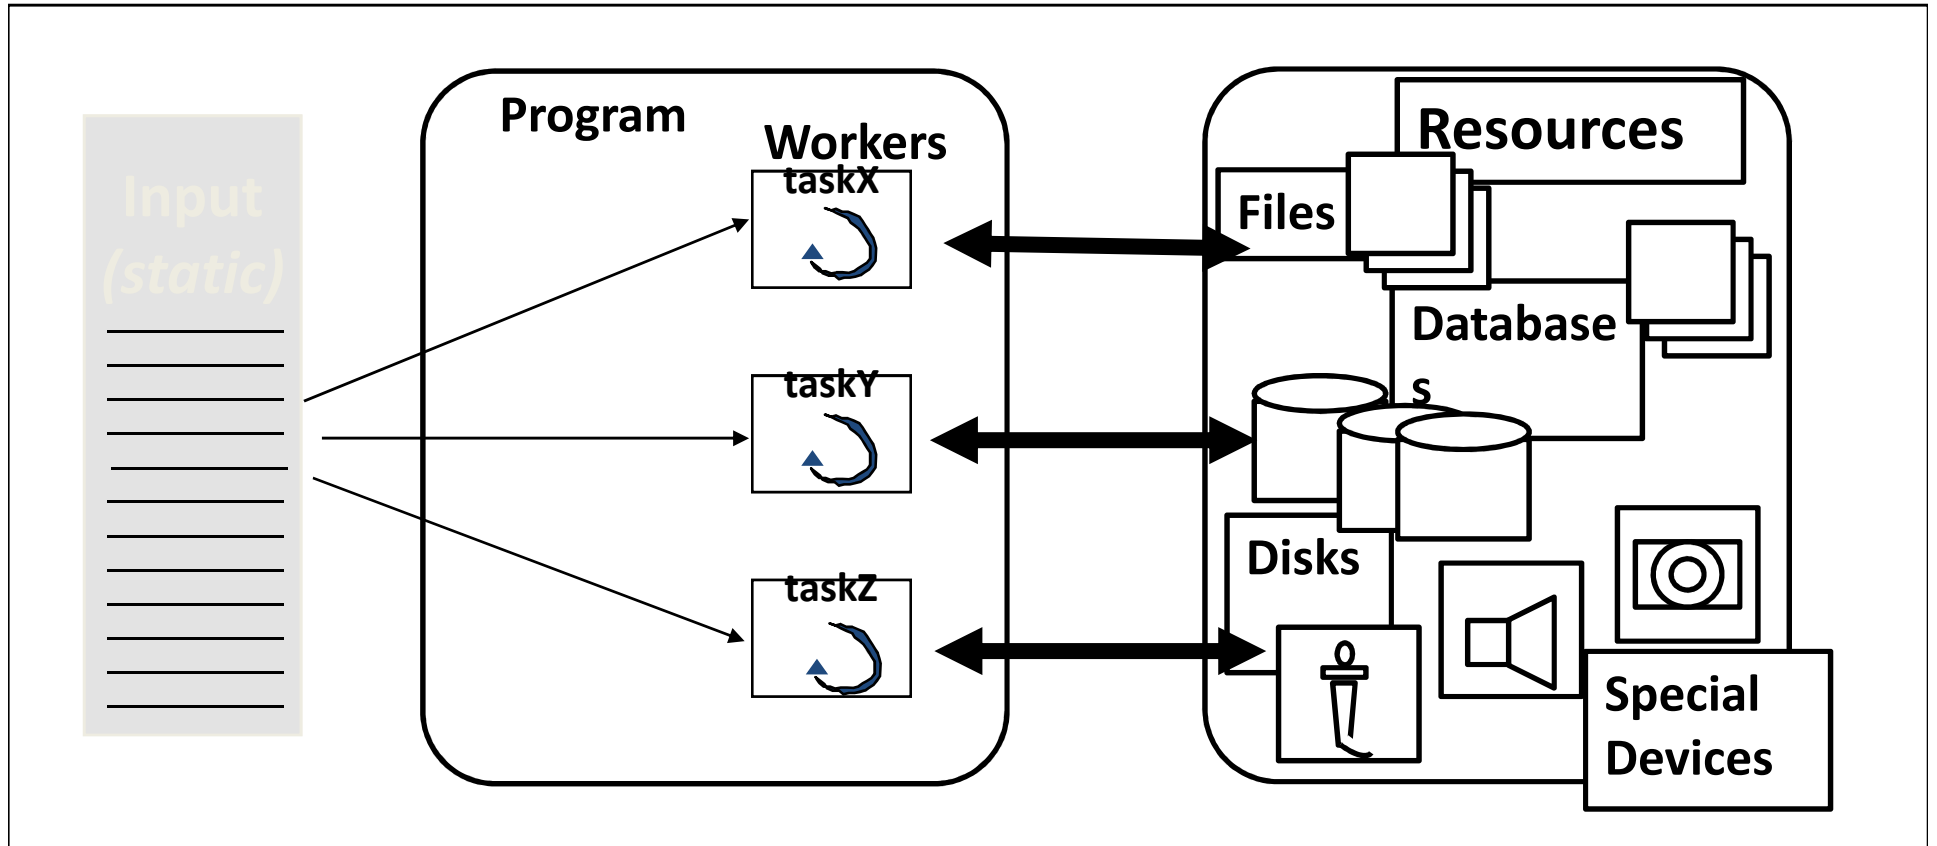 Input
(static)
Program
Workers
taskX
taskY
taskZ
Resources
Files
Database
s
Disks
Special
Devices